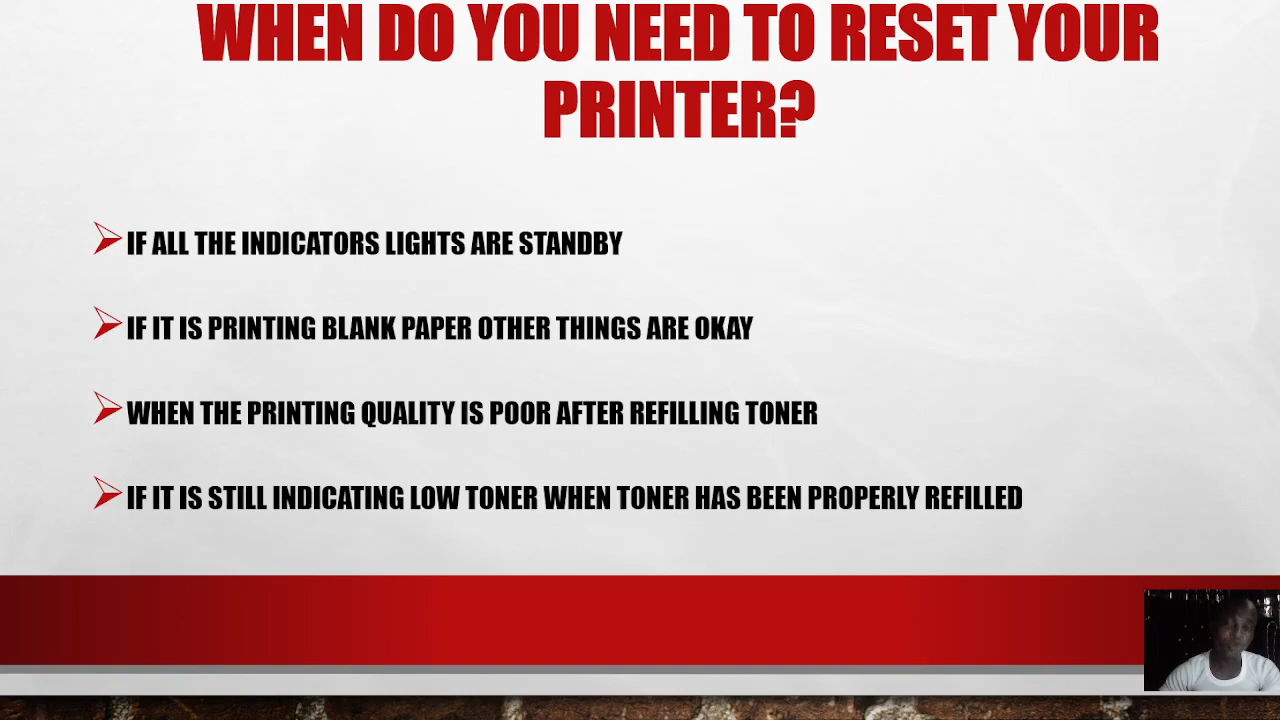 WHEN DO YOU NEED TO RESET YOUR
PRINTER?
IF ALL THE INDICATORS LIGHTS ARE STANDBY
IF IT IS PRINTING BLANK PAPER OTHER THINGS ARE OKAY
WHEN THE PRINTING QUALITY IS POOR AFTER REFILLING TONER
IF IT IS STILL INDICATING LOW TONER WHEN TONER HAS BEEN PROPERLY REFILLED